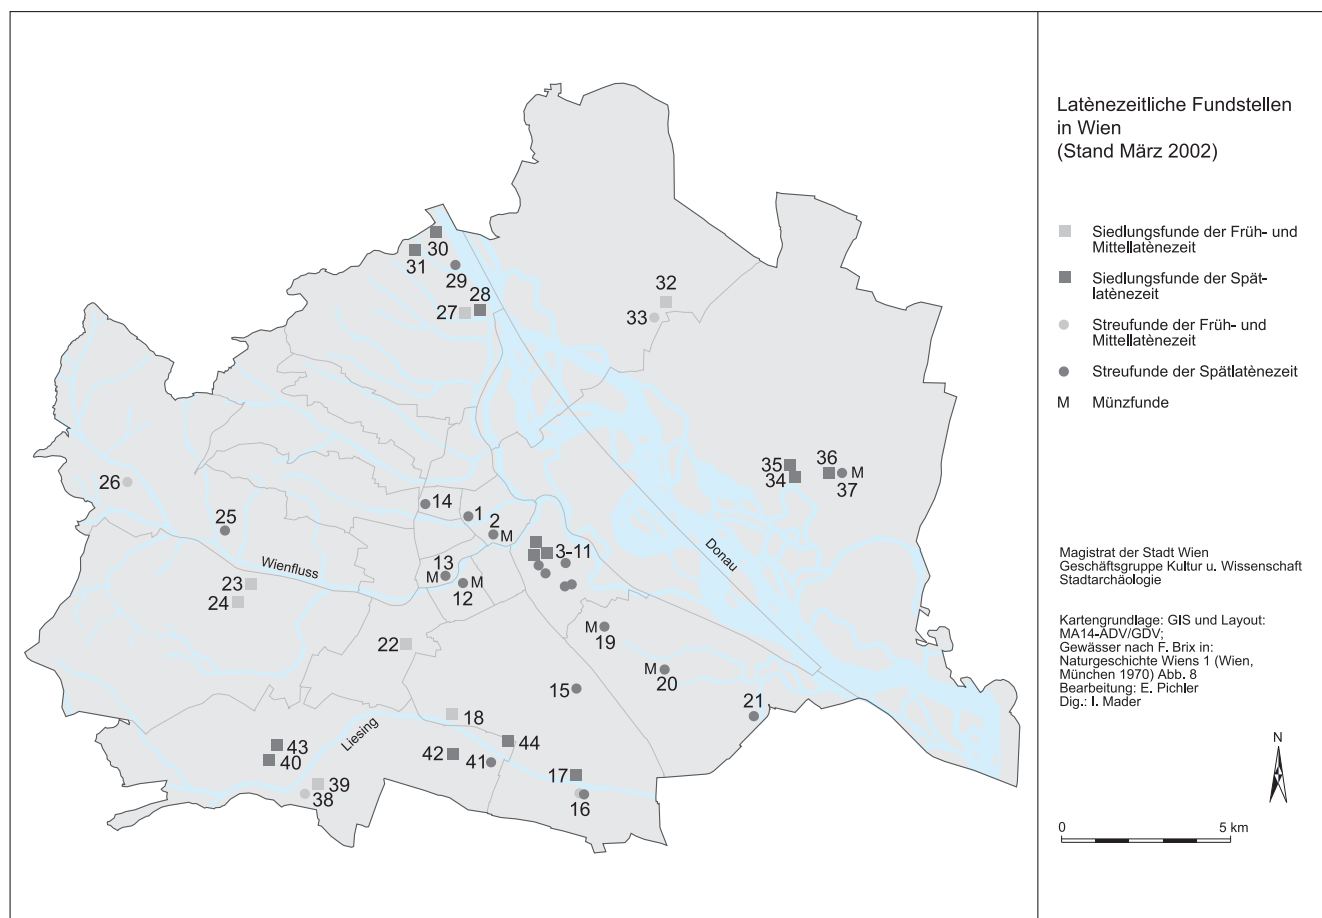 Latènezeitliche Fundstellen
in Wien
(Stand März 2002)
Siedlungsfunde der Früh- und
Mittellatènezeit
Siedlungsfunde der Spät-
latènezeit
Streufunde der Früh- und
Mittellatènezeit
Streufunde der Spätlatènezeit
M Münzfunde
Magistrat der Stadt Wien
Geschäftsgruppe Kultur u. Wissenschaft
Stadtarchäologie
Kartengrundlage: GIS und Layout:
MA14-ADV/GDV;
Gewässer nach F. Brix in:
Naturgeschichte Wiens 1 (Wien,
München 1970) Abb. 8
Bearbeitung: E. Pichler
Dig.: I. Mader
N
0 5 km
30
31
29
28
27
32
33
35
34
36
M
37
26
25
14
1
2
M
3-11
13
M
M
12
Wienfluss
Donau
23
24
22
M
19
M
20
15
21
18
Liesing
43
40
42
41
44
17
16
39
38